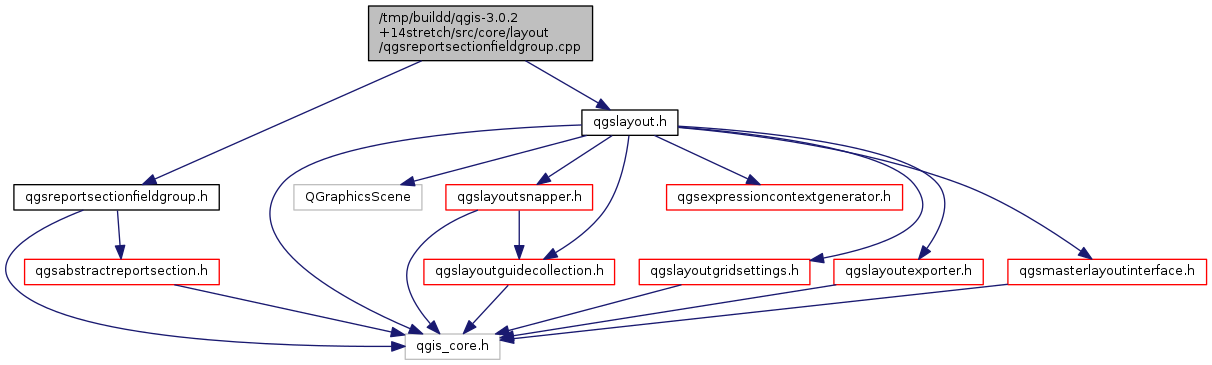 /tmp/buildd/qgis-3.0.2
+14stretch/src/core/layout
/qgsreportsectionfieldgroup.cpp
qgslayout.h
qgsreportsectionfieldgroup.h
QGraphicsScene
qgslayoutsnapper.h
qgsexpressioncontextgenerator.h
qgsabstractreportsection.h
qgslayoutguidecollection.h
qgslayoutgridsettings.h
qgslayoutexporter.h
qgsmasterlayoutinterface.h
qgis_core.h